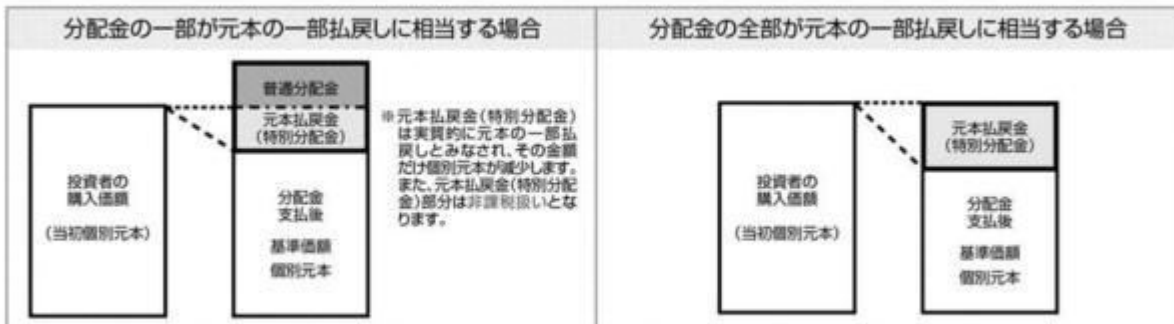 分配金の一部が元本の一部払戻しに相当する場合
普通分配金
元本払戻金
(特別分配金)
投資者の
購入価額
(当初個別元本)
分配金
支払後
基準価額
個別元本
※元本払戻金(特別分配金)
は実質的に元本の一部払
戻しとみなされ、その金額
だけ個別元本が減少します。
また、元本払戻金(特別分配
金)部分は非課税扱いとな
ります。
分配金の全部が元本の一部払戻しに相当する場合
元本払戻金
(特別分配金)
投資者の
購入価額
(当初個別元本)
分配金
支払後
基準価額
個別元本